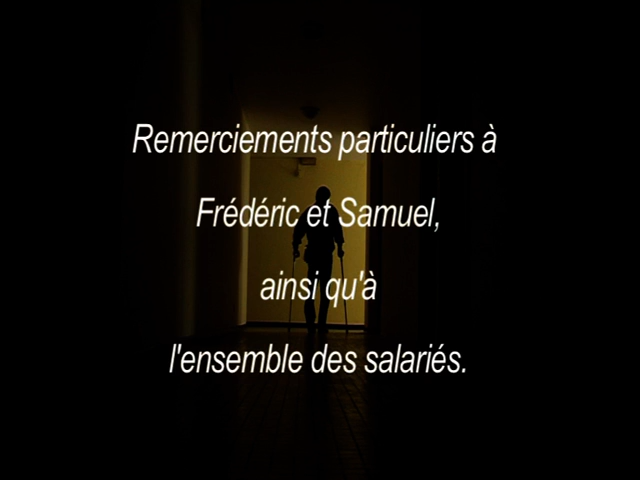 Remerciements particuliers à
Frédéric et Samuel,
ainsi qu'à
l'ensemble des salariés.